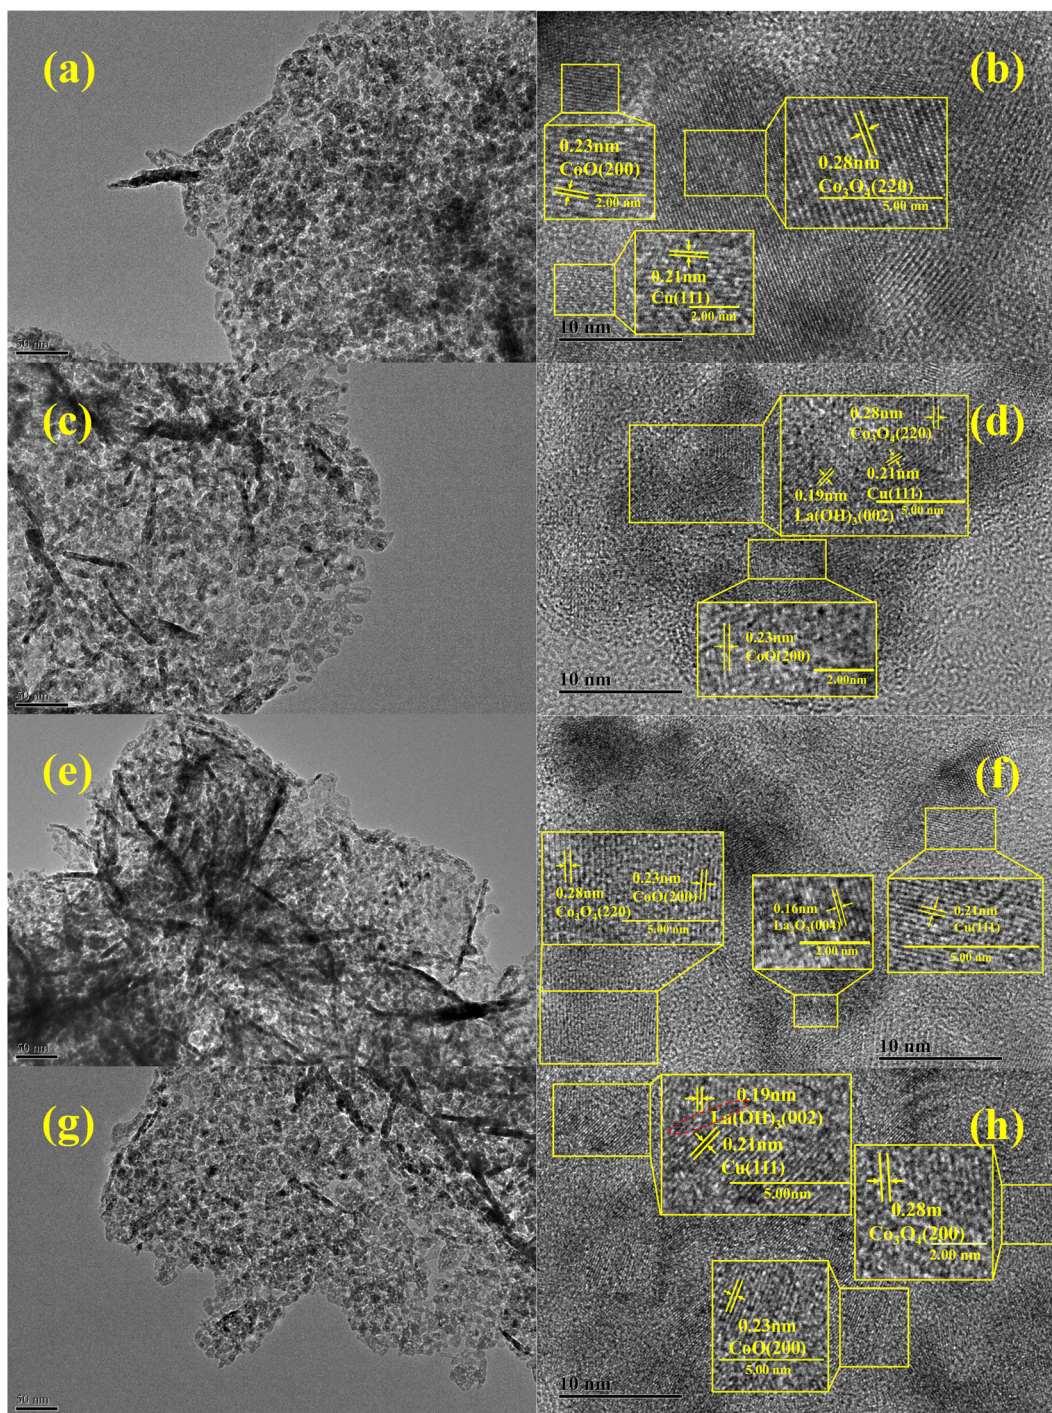 (a)
50 nm
(b)
0.23nm
CoO(200)
2.00 nm
0.28nm
Co₃O₄(220)
5.00 nm
0.21nm
Cu(111)
2.00 nm
10 nm
(c)
50 nm
(d)
0.28nm
Co₃O₄(220)
0.21nm
Cu(111)
0.19nm
5.00 nm
La(OH)₃(002)
0.23nm
CoO(200)
2.00nm
10 nm
(e)
50 nm
(f)
0.28nm
Co₃O₃(220)
0.23nm
CoO(200)
5.00nm
0.16nm
La₂O₃(004)
2.00 nm
0.21nm
Cu(111)
5.00 nm
10 nm
(g)
50 nm
(h)
0.19nm
La(OH)₃(002)
0.21nm
Cu(111)
5.00nm
0.28m
Co₃O₄(200)
2.00 nm
0.23nm
CoO(200)
5.00 nm
10 nm